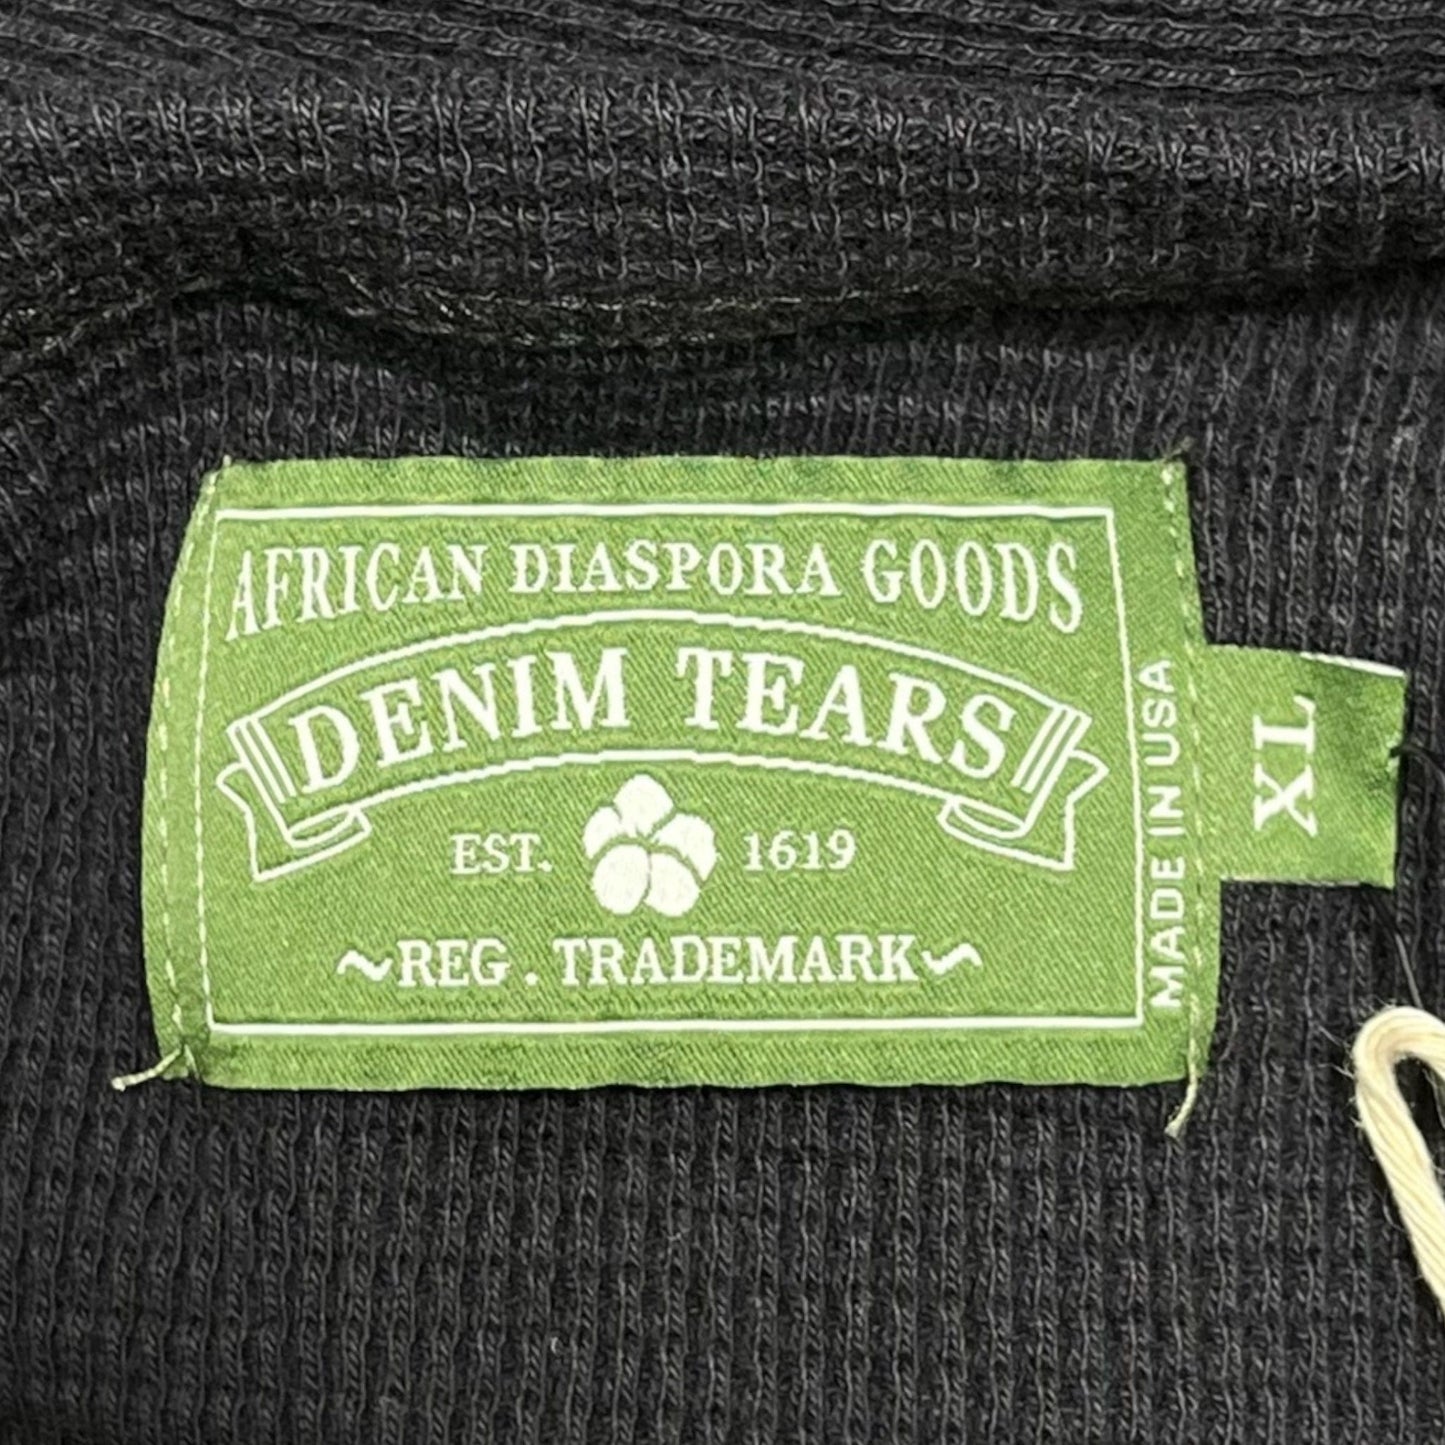 AFRICAN DIASPORA GOODS
DENIM TEARS
EST. 1619
~REG. TRADEMARK~
MADE IN USA
XL